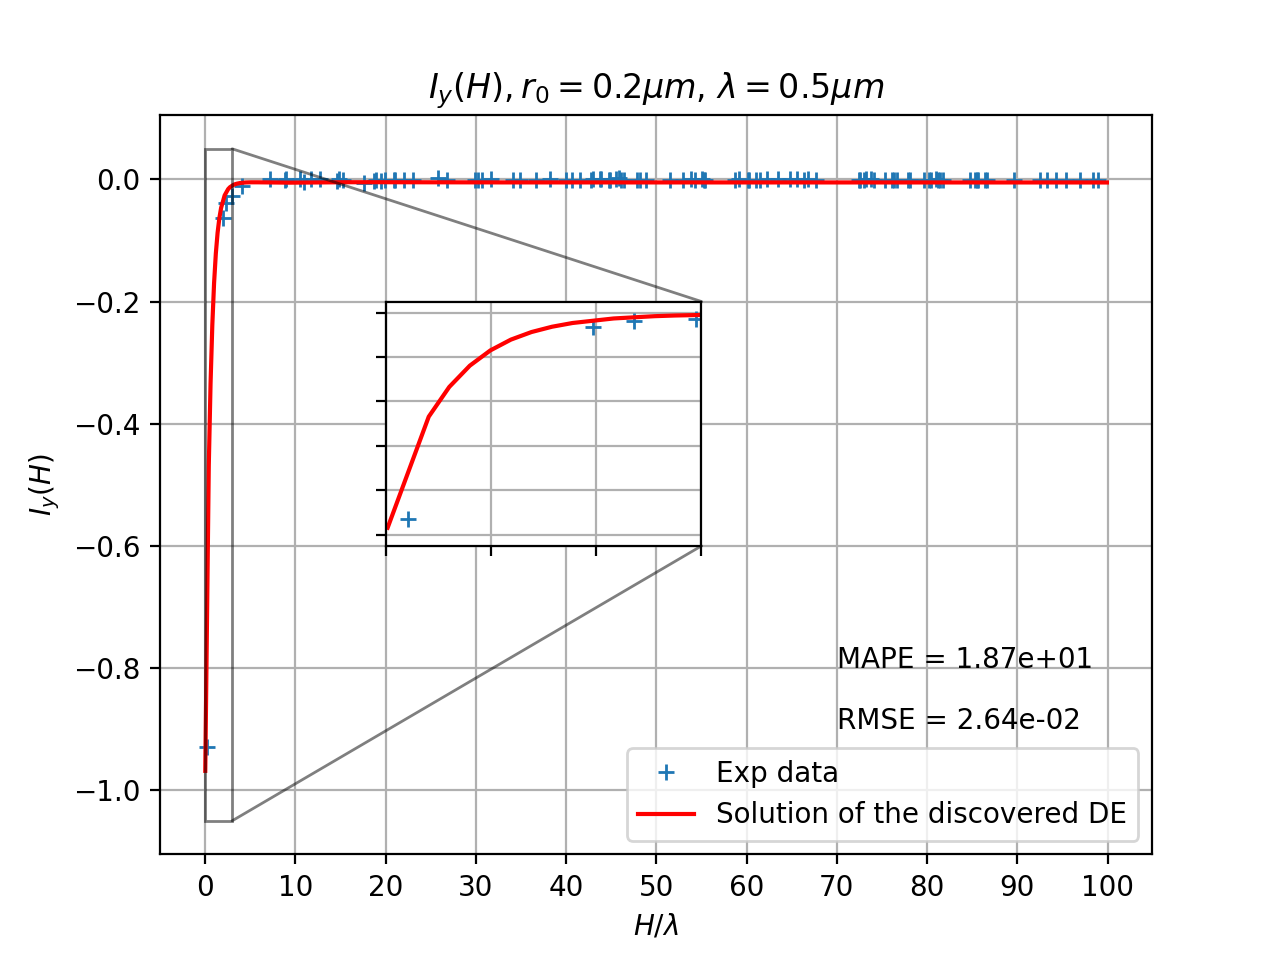 I_y(H), r_0 = 0.2μm, λ = 0.5μm
0.0
−0.2
−0.4
−0.6
−0.8
−1.0
I_y(H)
MAPE = 1.87e+01
RMSE = 2.64e-02
Exp data
Solution of the discovered DE
0 10 20 30 40 50 60 70 80 90 100
H/λ